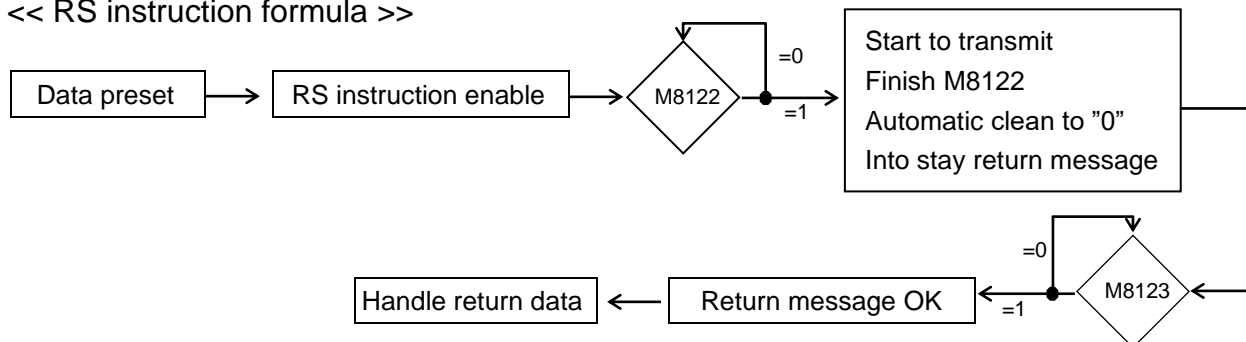 << RS instruction formula >>
Data preset
RS instruction enable
M8122
=0
=1
Start to transmit
Finish M8122
Automatic clean to ”0”
Into stay return message
M8123
=0
=1
Return message OK
Handle return data